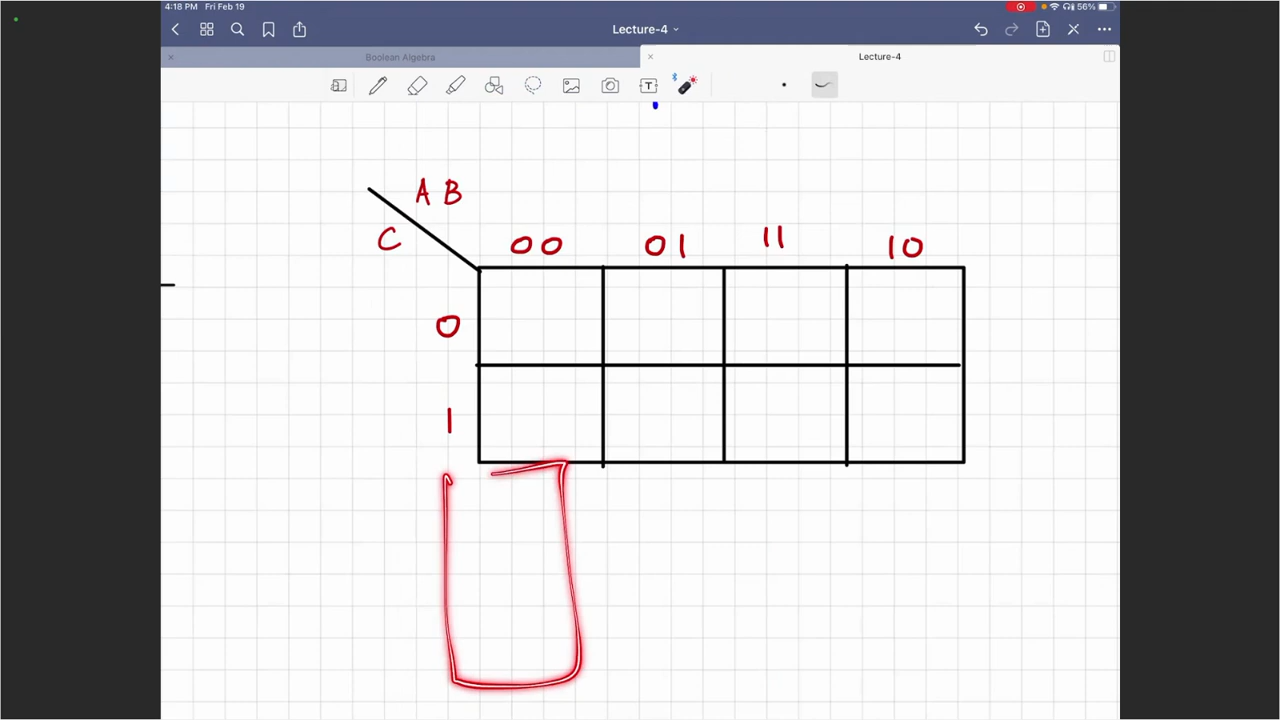 4:18 PM Fri Feb 19
56%
Lecture-4
Boolean Algebra
Lecture-4
T
A B
C
00 01 11 10
0
1